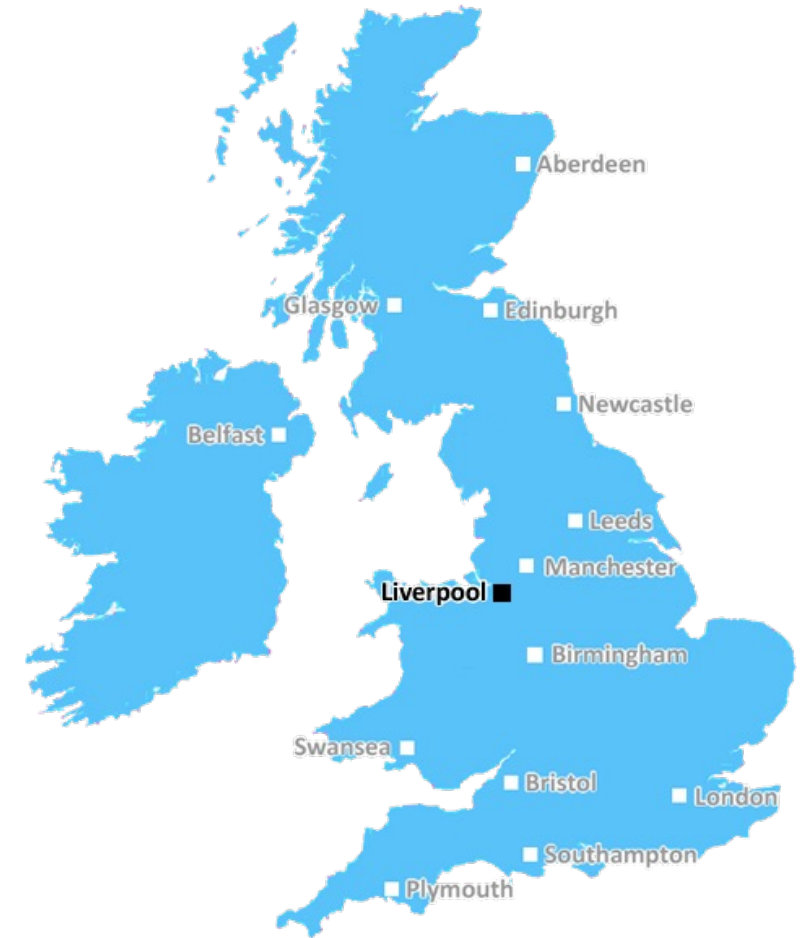 Aberdeen
Glasgow
Edinburgh
Newcastle
Belfast
Leeds
Manchester
Liverpool
Birmingham
Swansea
Bristol
London
Southampton
Plymouth